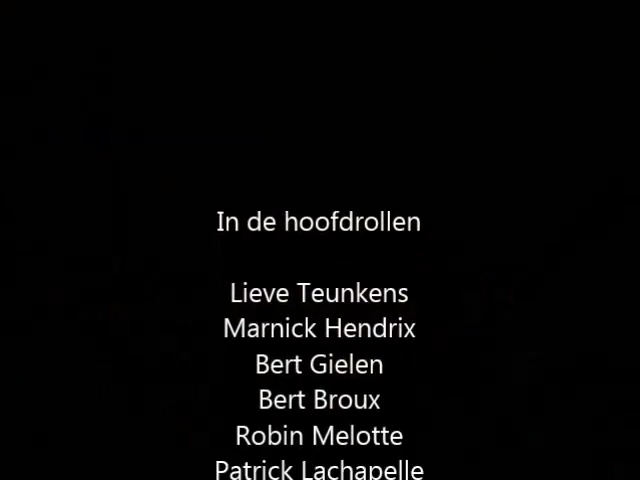 In de hoofdrollen
Lieve Teunkens
Marnick Hendrix
Bert Gielen
Bert Broux
Robin Melotte
Patrick Lachapelle